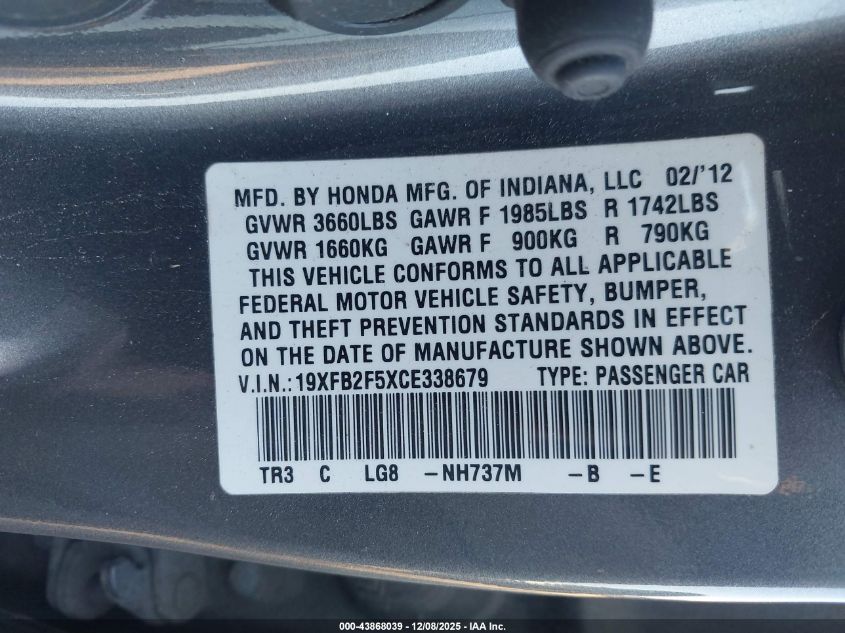 MFD. BY HONDA MFG. OF INDIANA, LLC 02/'12
GVWR 3660LBS GAWR F 1985LBS R 1742LBS
GVWR 1660KG GAWR F 900KG R 790KG
THIS VEHICLE CONFORMS TO ALL APPLICABLE
FEDERAL MOTOR VEHICLE SAFETY, BUMPER,
AND THEFT PREVENTION STANDARDS IN EFFECT
ON THE DATE OF MANUFACTURE SHOWN ABOVE.
V.I.N.:19XFB2F5XCE338679 TYPE: PASSENGER CAR
TR3 C LG8 -NH737M -B -E
000-43868039 - 12/08/2025 - IAA Inc.